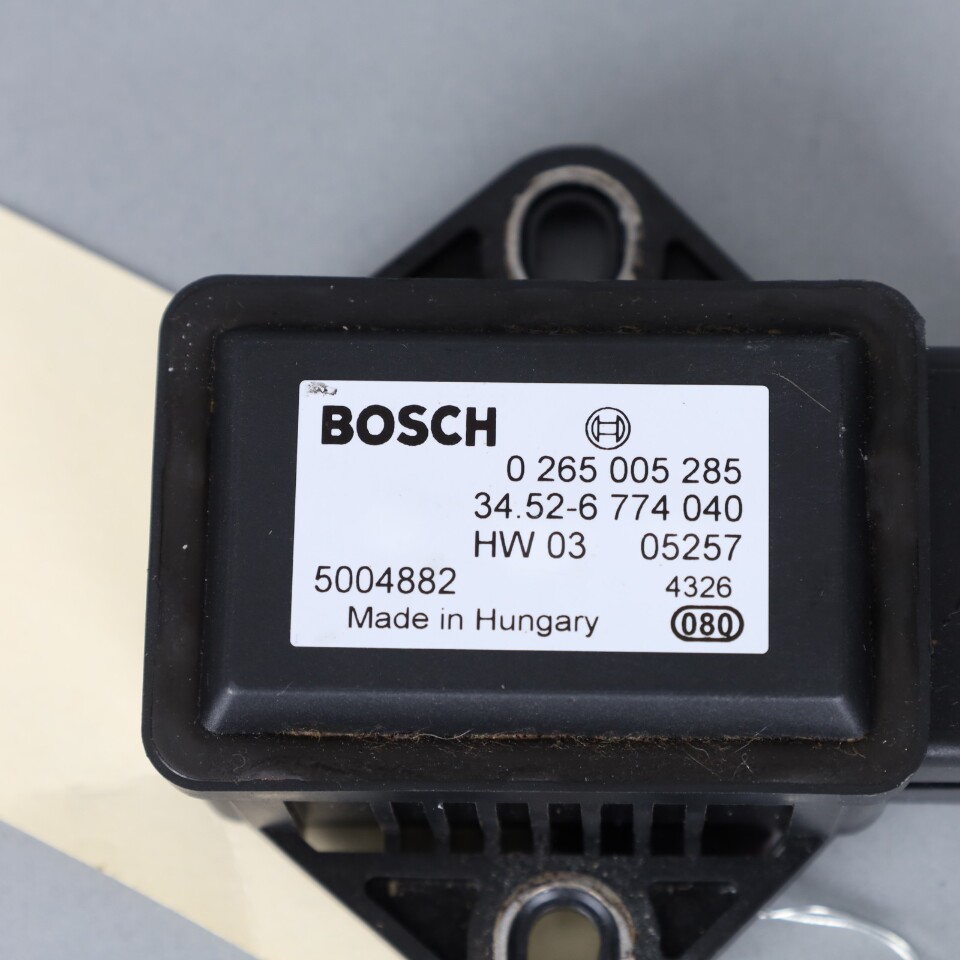 BOSCH
0 265 005 285
34.52-6 774 040
HW 03 05257
5004882 4326
Made in Hungary 080